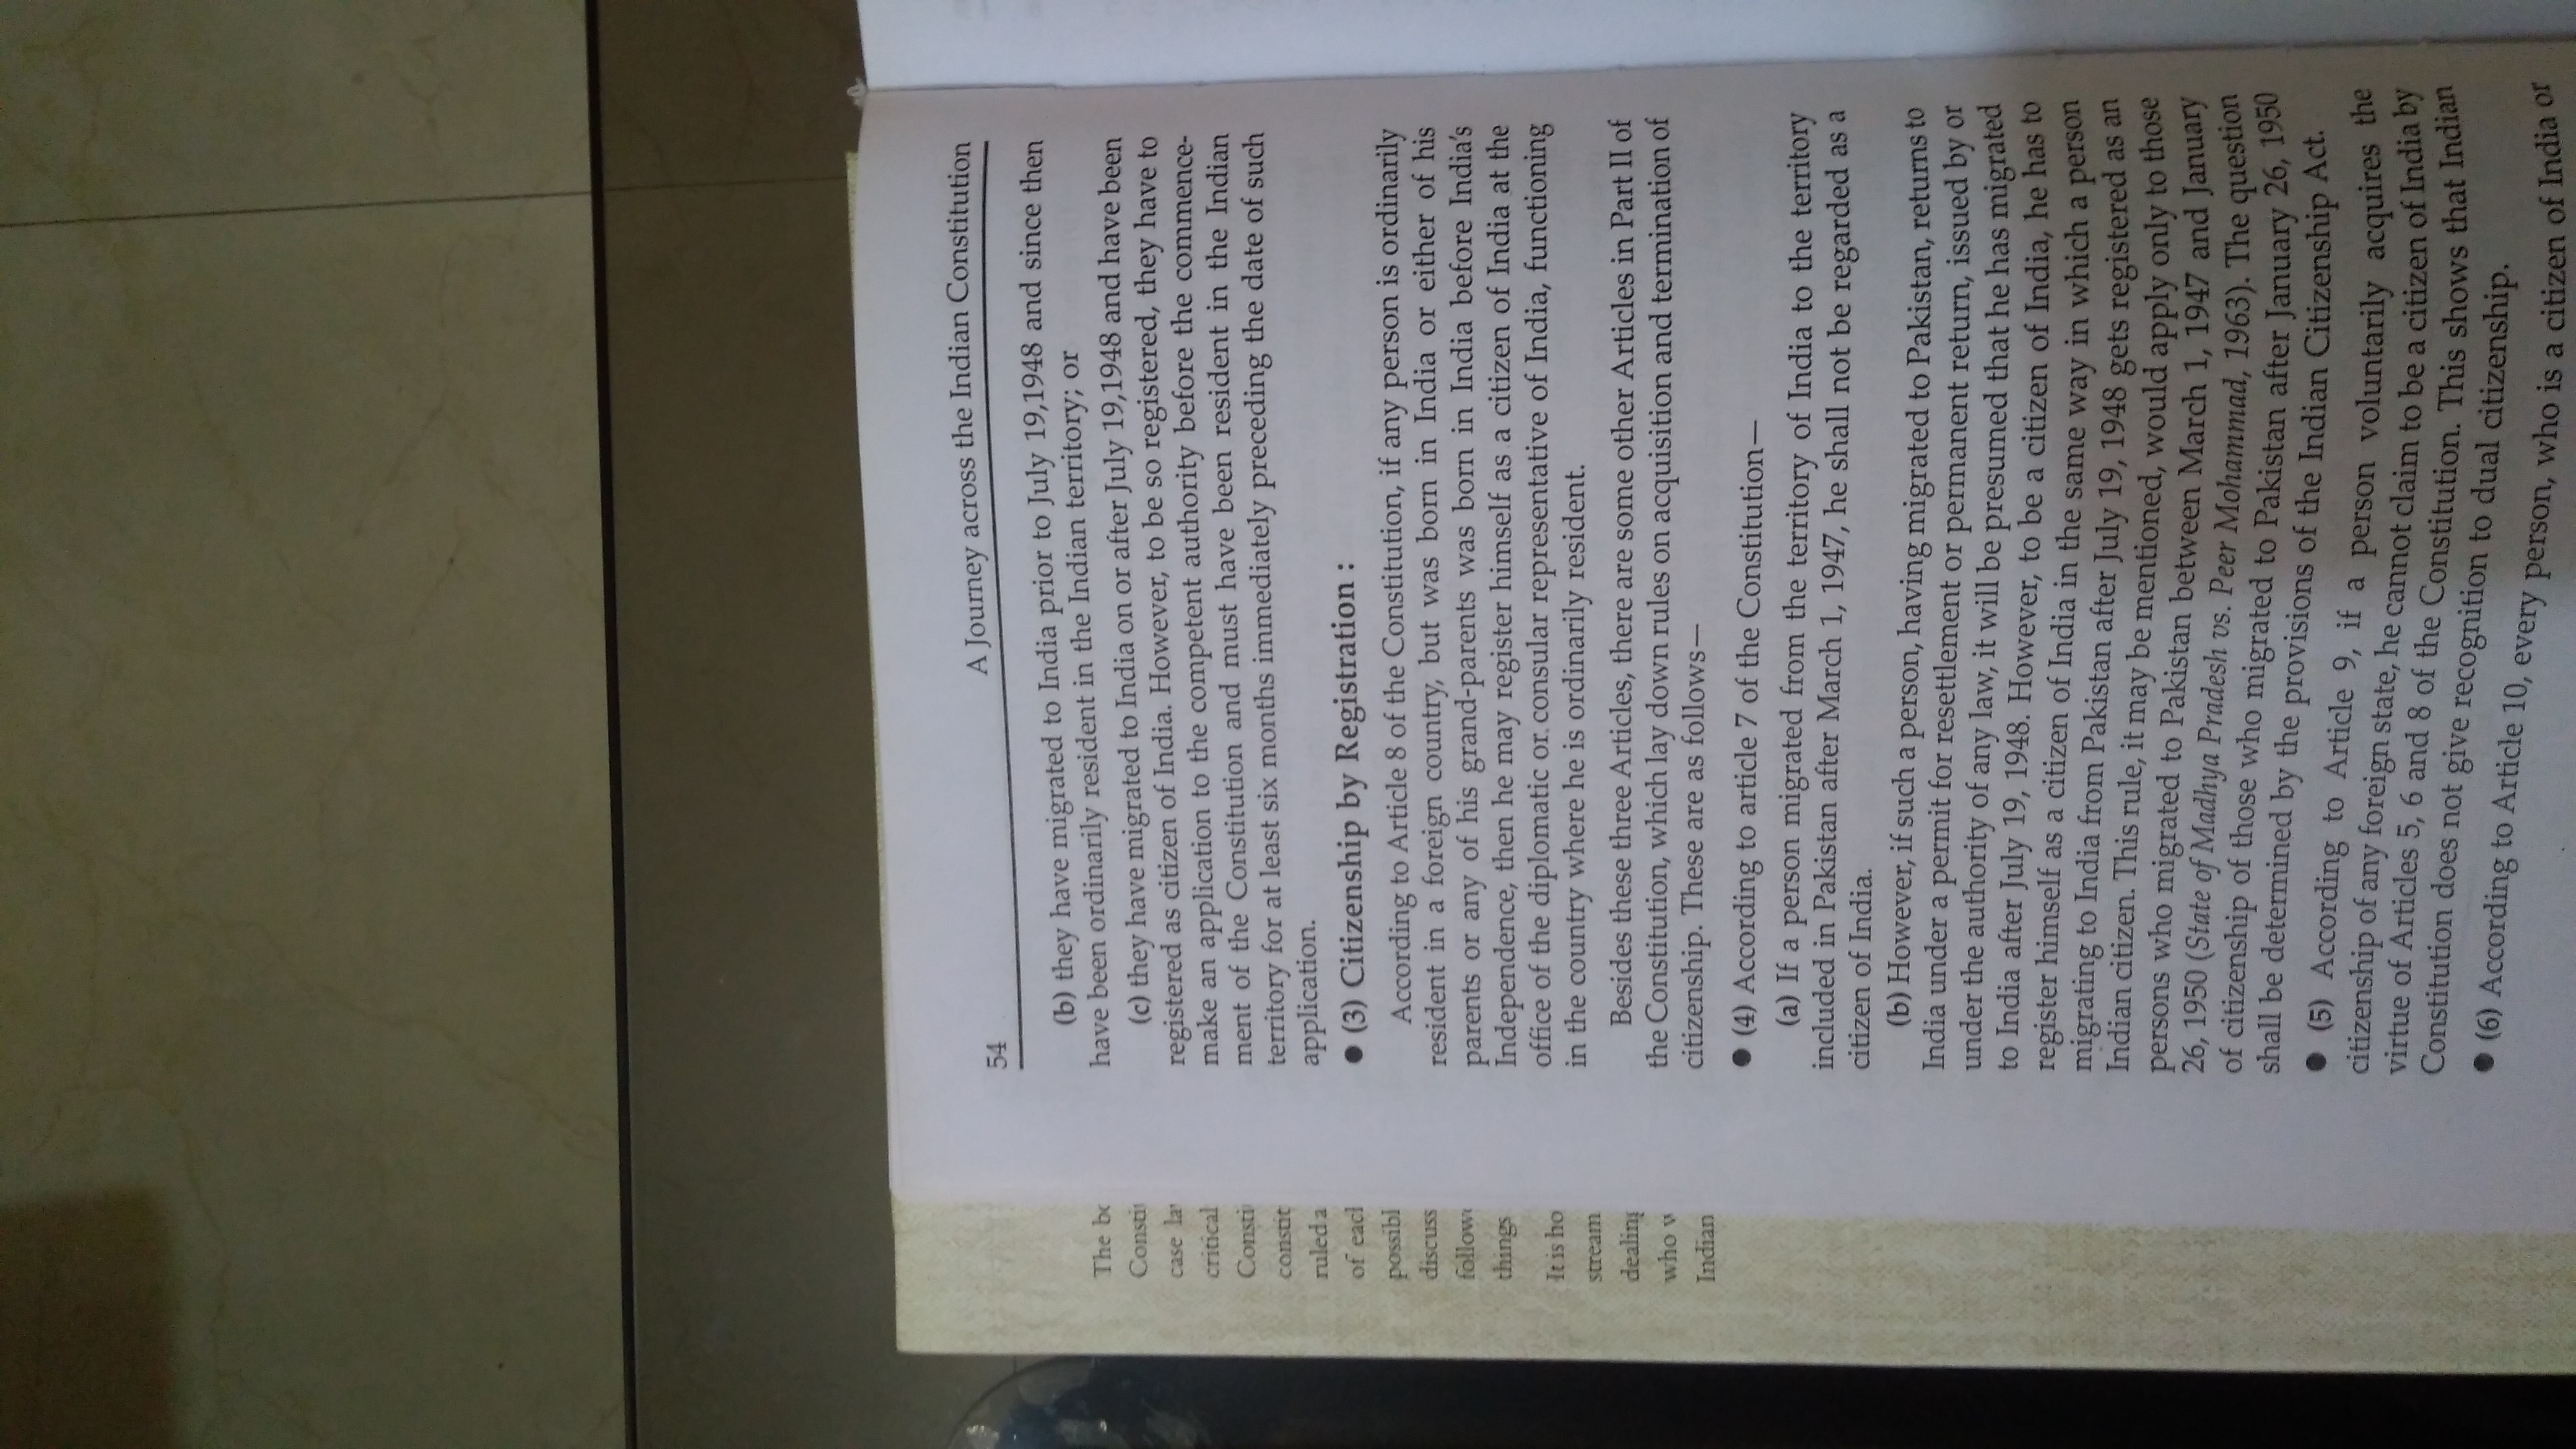 54
A Journey across the Indian Constitution
(b) they have migrated to India prior to July 19,1948 and since then
have been ordinarily resident in the Indian territory; or
(c) they have migrated to India on or after July 19,1948 and have been
registered as citizen of India. However, to be so registered, they have to
make an application to the competent authority before the commence-
ment of the Constitution and must have been resident in the Indian
territory for at least six months immediately preceding the date of such
application.
● (3) Citizenship by Registration :
According to Article 8 of the Constitution, if any person is ordinarily
resident in a foreign country, but was born in India or either of his
parents or any of his grand-parents was born in India before India's
Independence, then he may register himself as a citizen of India at the
office of the diplomatic or consular representative of India, functioning
in the country where he is ordinarily resident.
Besides these three Articles, there are some other Articles in Part II of
the Constitution, which lay down rules on acquisition and termination of
citizenship. These are as follows—
● (4) According to article 7 of the Constitution—
(a) If a person migrated from the territory of India to the territory
included in Pakistan after March 1, 1947, he shall not be regarded as a
citizen of India.
(b) However, if such a person, having migrated to Pakistan, returns to
India under a permit for resettlement or permanent return, issued by or
under the authority of any law, it will be presumed that he has migrated
to India after July 19, 1948. However, to be a citizen of India, he has to
register himself as a citizen of India in the same way in which a person
migrating to India from Pakistan after July 19, 1948 gets registered as an
Indian citizen. This rule, it may be mentioned, would apply only to those
persons who migrated to Pakistan between March 1, 1947 and January
26, 1950 (State of Madhya Pradesh vs. Peer Mohammad, 1963). The question
of citizenship of those who migrated to Pakistan after January 26, 1950
shall be determined by the provisions of the Indian Citizenship Act.
● (5) According to Article 9, if a person voluntarily acquires the
citizenship of any foreign state, he cannot claim to be a citizen of India by
virtue of Articles 5, 6 and 8 of the Constitution. This shows that Indian
Constitution does not give recognition to dual citizenship.
● (6) According to Article 10, every person, who is a citizen of India or
The
case
critical
ruled a
of
discuss
things
It is ho
stream
who
Indian